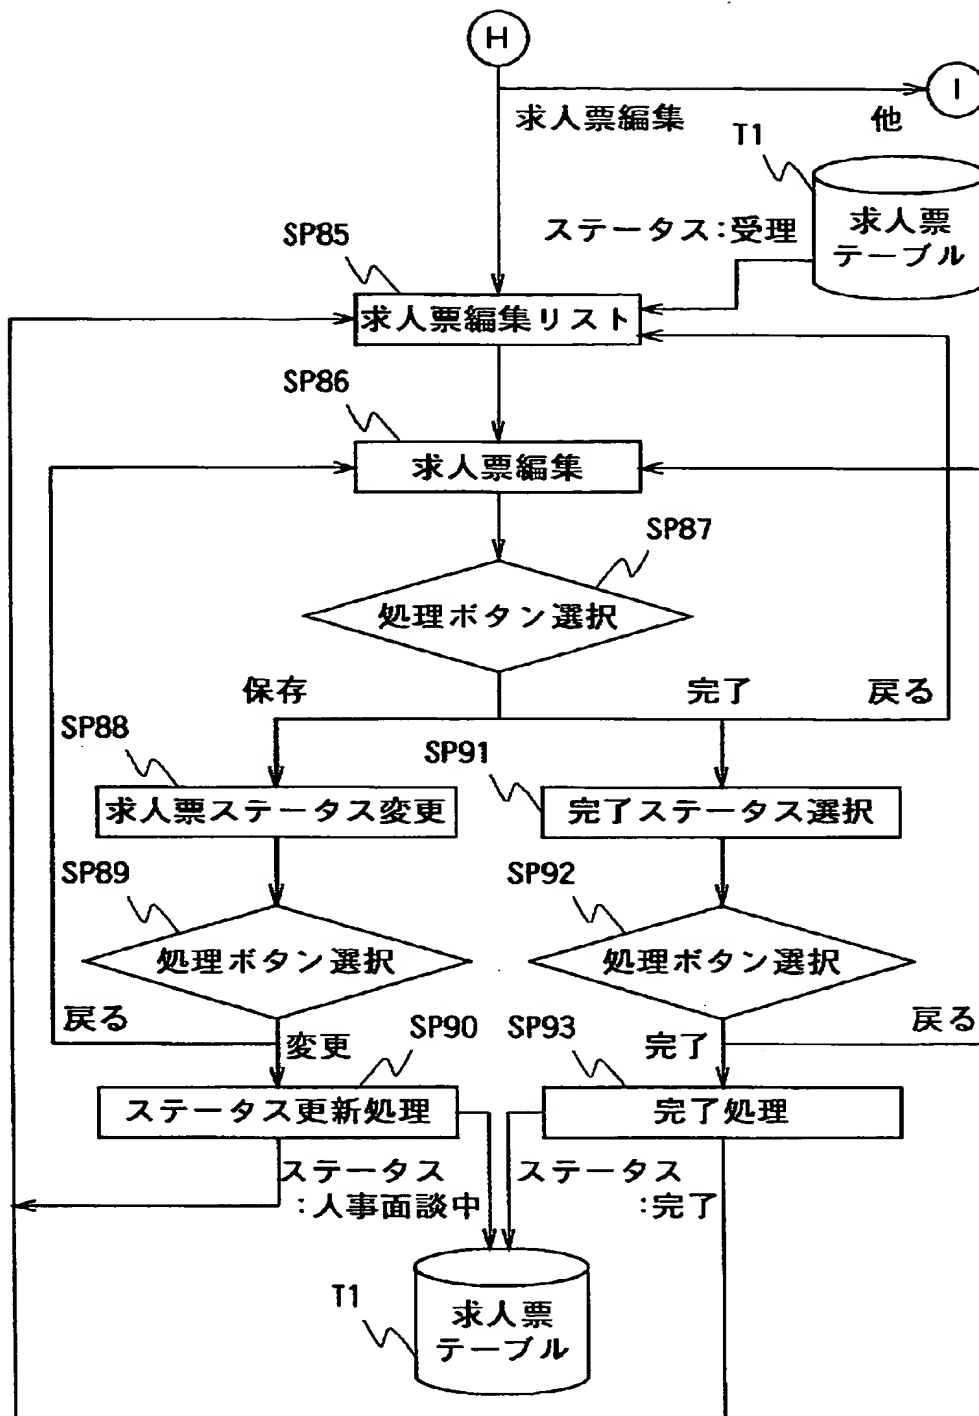 H
I
求人票編集
他
T1
求人票
テーブル
ステータス:受理
SP85
求人票編集リスト
SP86
求人票編集
SP87
処理ボタン選択
保存
完了
戻る
SP88
求人票ステータス変更
SP91
完了ステータス選択
SP89
処理ボタン選択
SP92
処理ボタン選択
戻る
変更
SP90
ステータス更新処理
SP93
完了
戻る
完了処理
ステータス
:人事面談中
ステータス
:完了
T1
求人票
テーブル